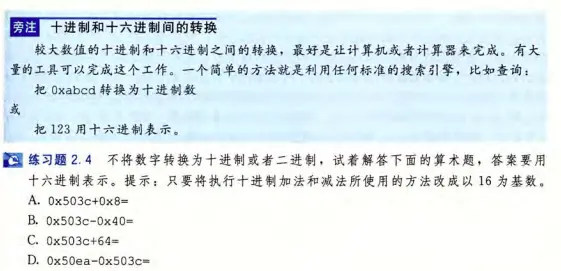 旁注 十进制和十六进制间的转换
较大数值的十进制和十六进制之间的转换，最好是让计算机或者计算器来完成。有大
量的工具可以完成这个工作。一个简单的方法就是利用任何标准的搜索引擎，比如查询：
把 0xabcd 转换为十进制数
或
把 123 用十六进制表示。
练习题 2.4 不将数字转换为十进制或者二进制，试着解答下面的算术题，答案要用
十六进制表示。提示：只要将执行十进制加法和减法所使用的方法改成以 16 为基数。
A. 0x503c+0x8=
B. 0x503c-0x40=
C. 0x503c+64=
D. 0x50ea-0x503c=